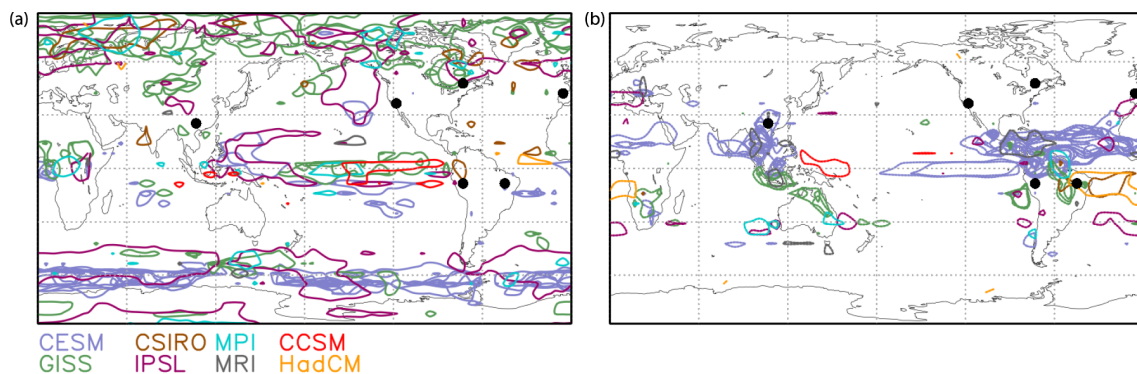 (a) (b)
CESM CSIRO MPI CCSM
GISS IPSL MRI HadCM